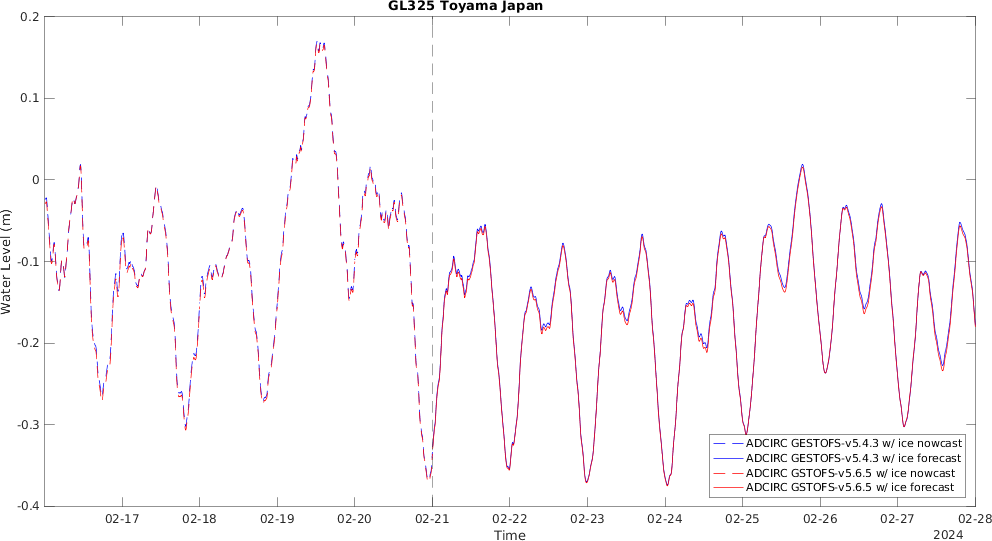 GL325 Toyama Japan
0.2
0.1
0
-0.1
-0.2
-0.3
-0.4
Water Level (m)
ADCIRC GESTOFS-v5.4.3 w/ ice nowcast
ADCIRC GESTOFS-v5.4.3 w/ ice forecast
ADCIRC GSTOFS-v5.6.5 w/ ice nowcast
ADCIRC GSTOFS-v5.6.5 w/ ice forecast
02-17 02-18 02-19 02-20 02-21 02-22 02-23 02-24 02-25 02-26 02-27 02-28
Time
2024